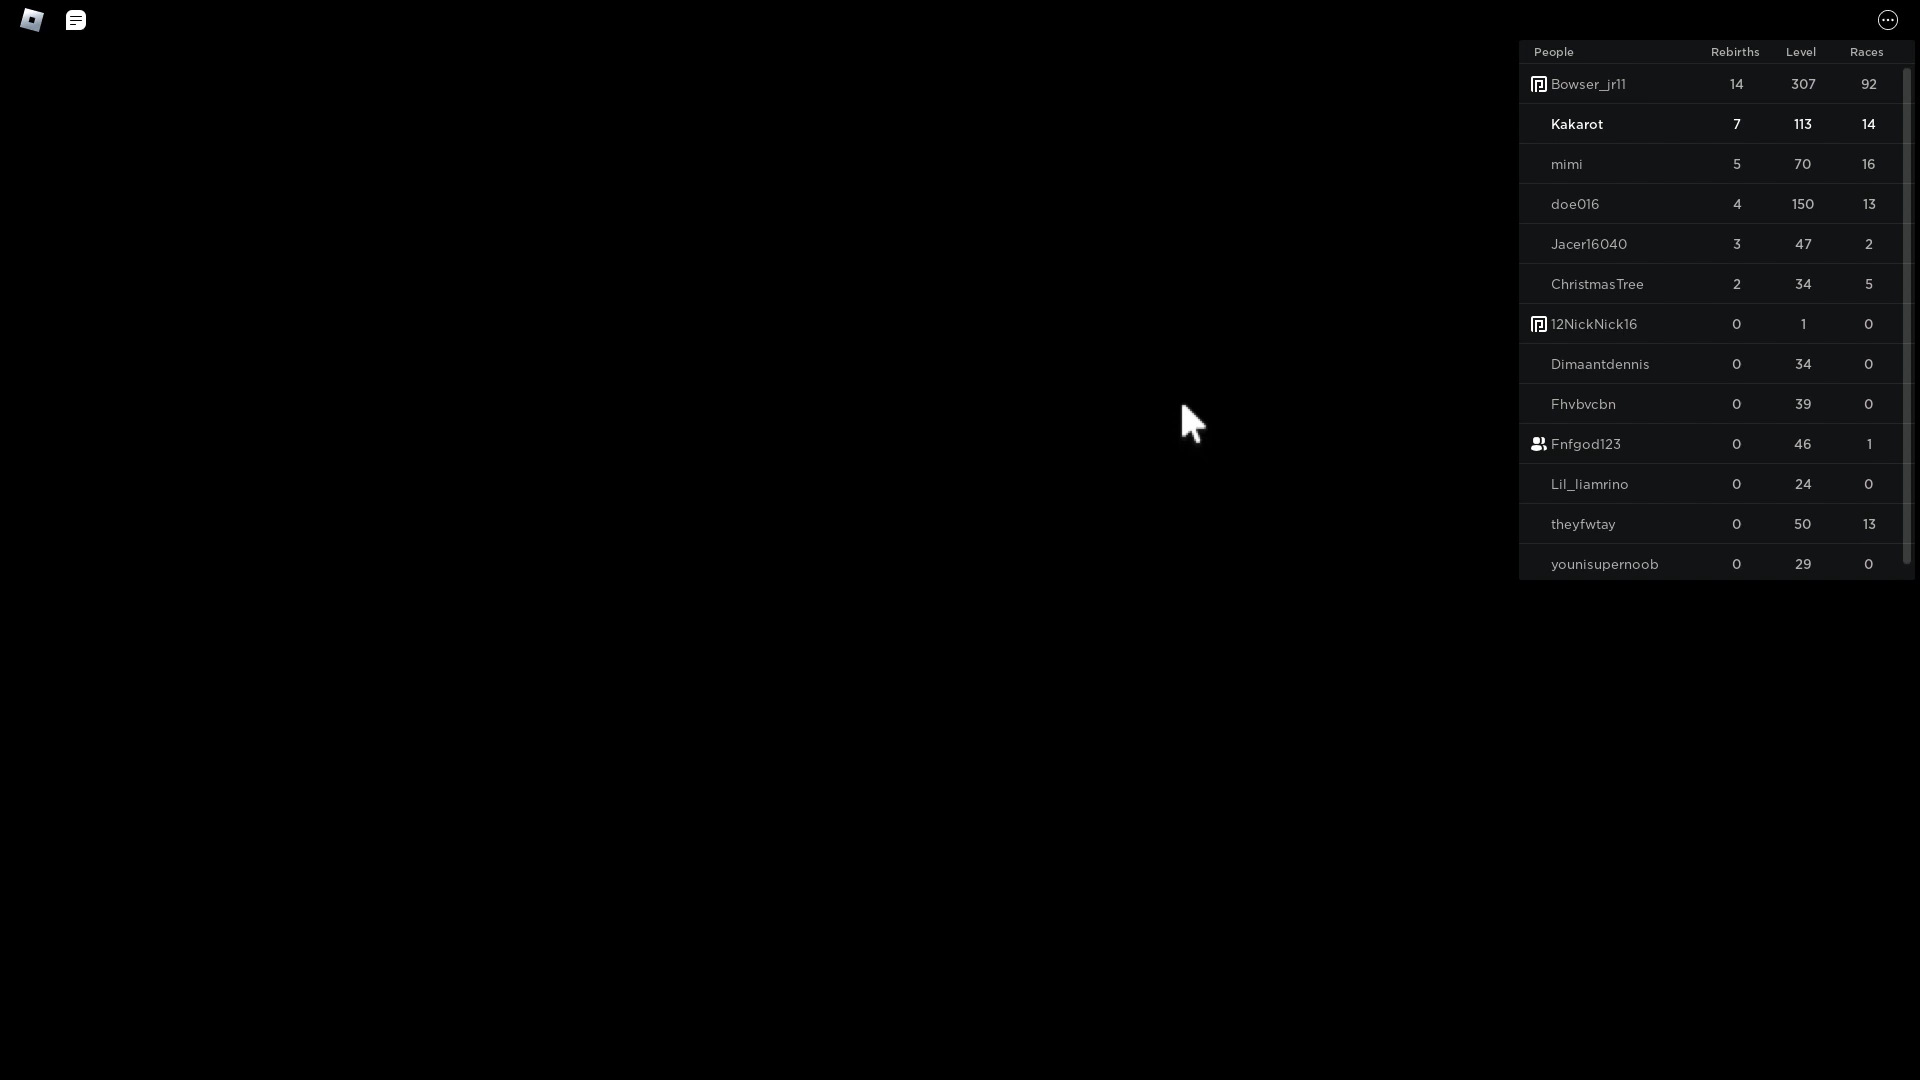 People Rebirths Level Races
Bowser_jr11 14 307 92
Kakarot 7 113 14
mimi 5 70 16
doe016 4 150 13
Jacer16040 3 47 2
ChristmasTree 2 34 5
12NickNick16 0 1 0
Dimaantdennis 0 34 0
Fhvbvcbn 0 39 0
Fnfgod123 0 46 1
Lil_liamrino 0 24 0
theyfwtay 0 50 13
younisupernoob 0 29 0